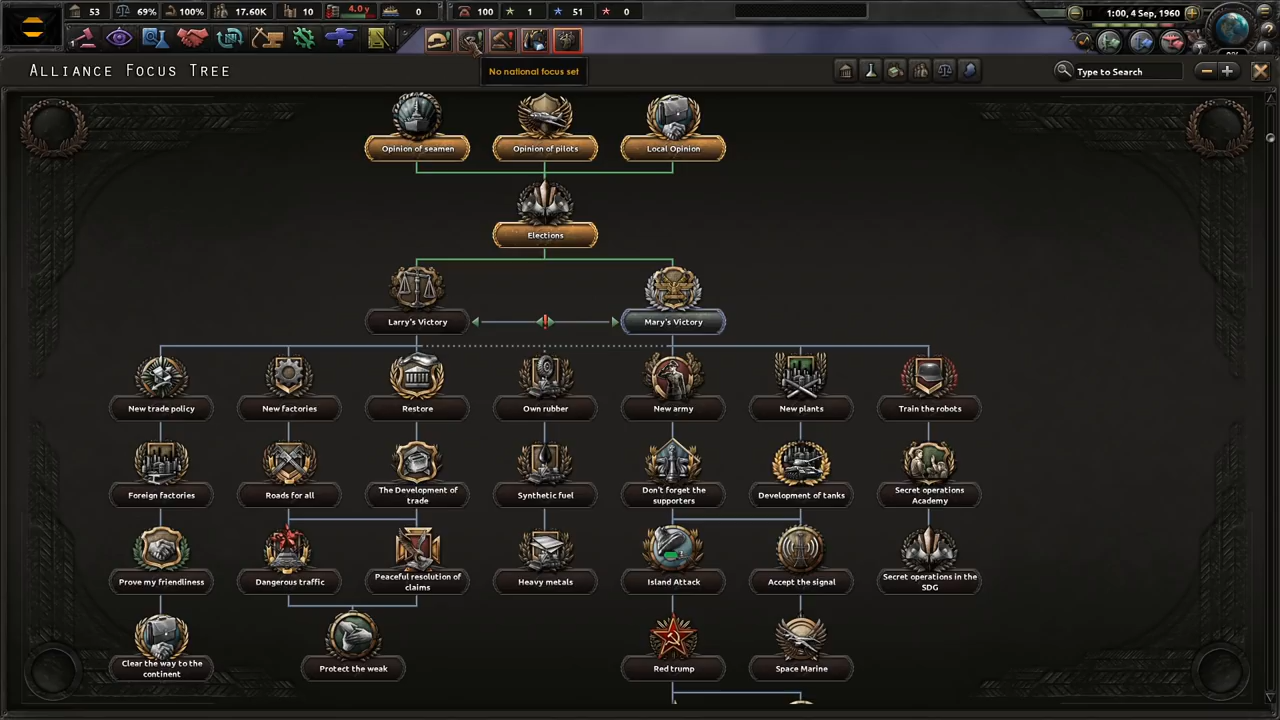 53 69% 100% 17.60K 10 4.0 y 0 100 1 51 0 1:00, 4 Sep, 1960
Alliance Focus Tree
No national focus set
Type to Search
Opinion of seamen Opinion of pilots Local Opinion
Elections
Larry's Victory Mary's Victory
New trade policy New factories Restore Own rubber New army New plants Train the robots
Foreign factories Roads for all The Development of trade Synthetic fuel Don't forget the supporters Development of tanks Secret operations Academy
Prove my friendliness Dangerous traffic Peaceful resolution of claims Heavy metals Island Attack Accept the signal Secret operations in the SDG
Clear the way to the continent Protect the weak Red trump Space Marine